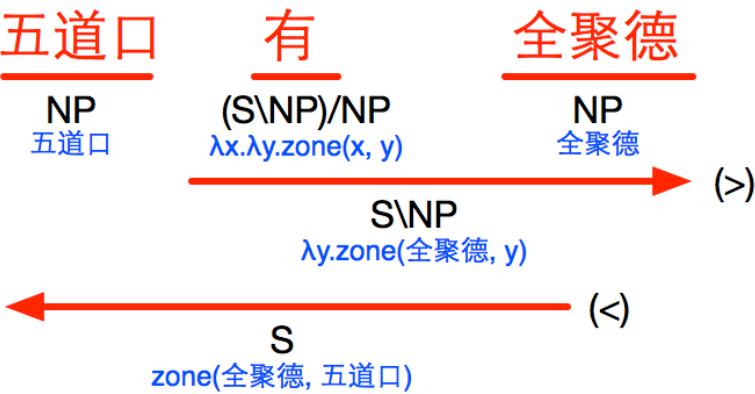 五道口 有 全聚德
NP (S\NP)/NP NP
五道口 λx.λy.zone(x, y) 全聚德
(>)
S\NP
λy.zone(全聚德, y)
(<)
S
zone(全聚德, 五道口)